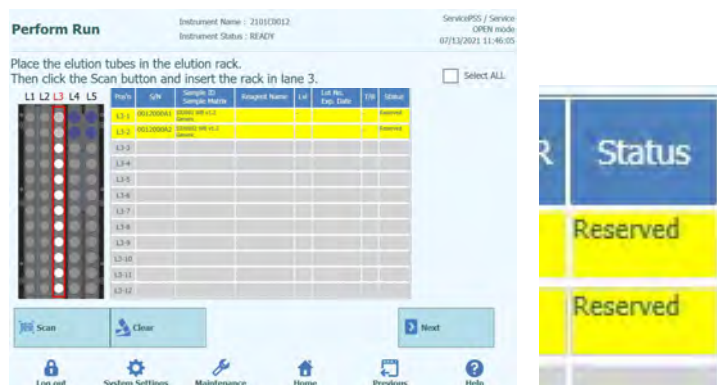 Perform Run
Instrument Name : 2101C0012
Instrument Status : READY
ServicePSS / Service
OPEN mode
07/13/2021 11:46:05
Place the elution tubes in the elution rack.
Then click the Scan button and insert the rack in lane 3.
Select ALL
L1 L2 L3 L4 L5
Pos'n S/N Sample ID Sample Matrix Reagent Name Lvl Lot No. Exp. Date Status
L3-1 0012000A1 Generic - - Reserved
L3-2 0012000A2 Generic - - Reserved
L3-3
L3-4
L3-5
L3-6
L3-7
L3-8
L3-9
L3-10
L3-11
L3-12
Scan
Clear
Next
Log out
System Settings
Maintenance
Home
Previous
Help
R Status
Reserved
Reserved